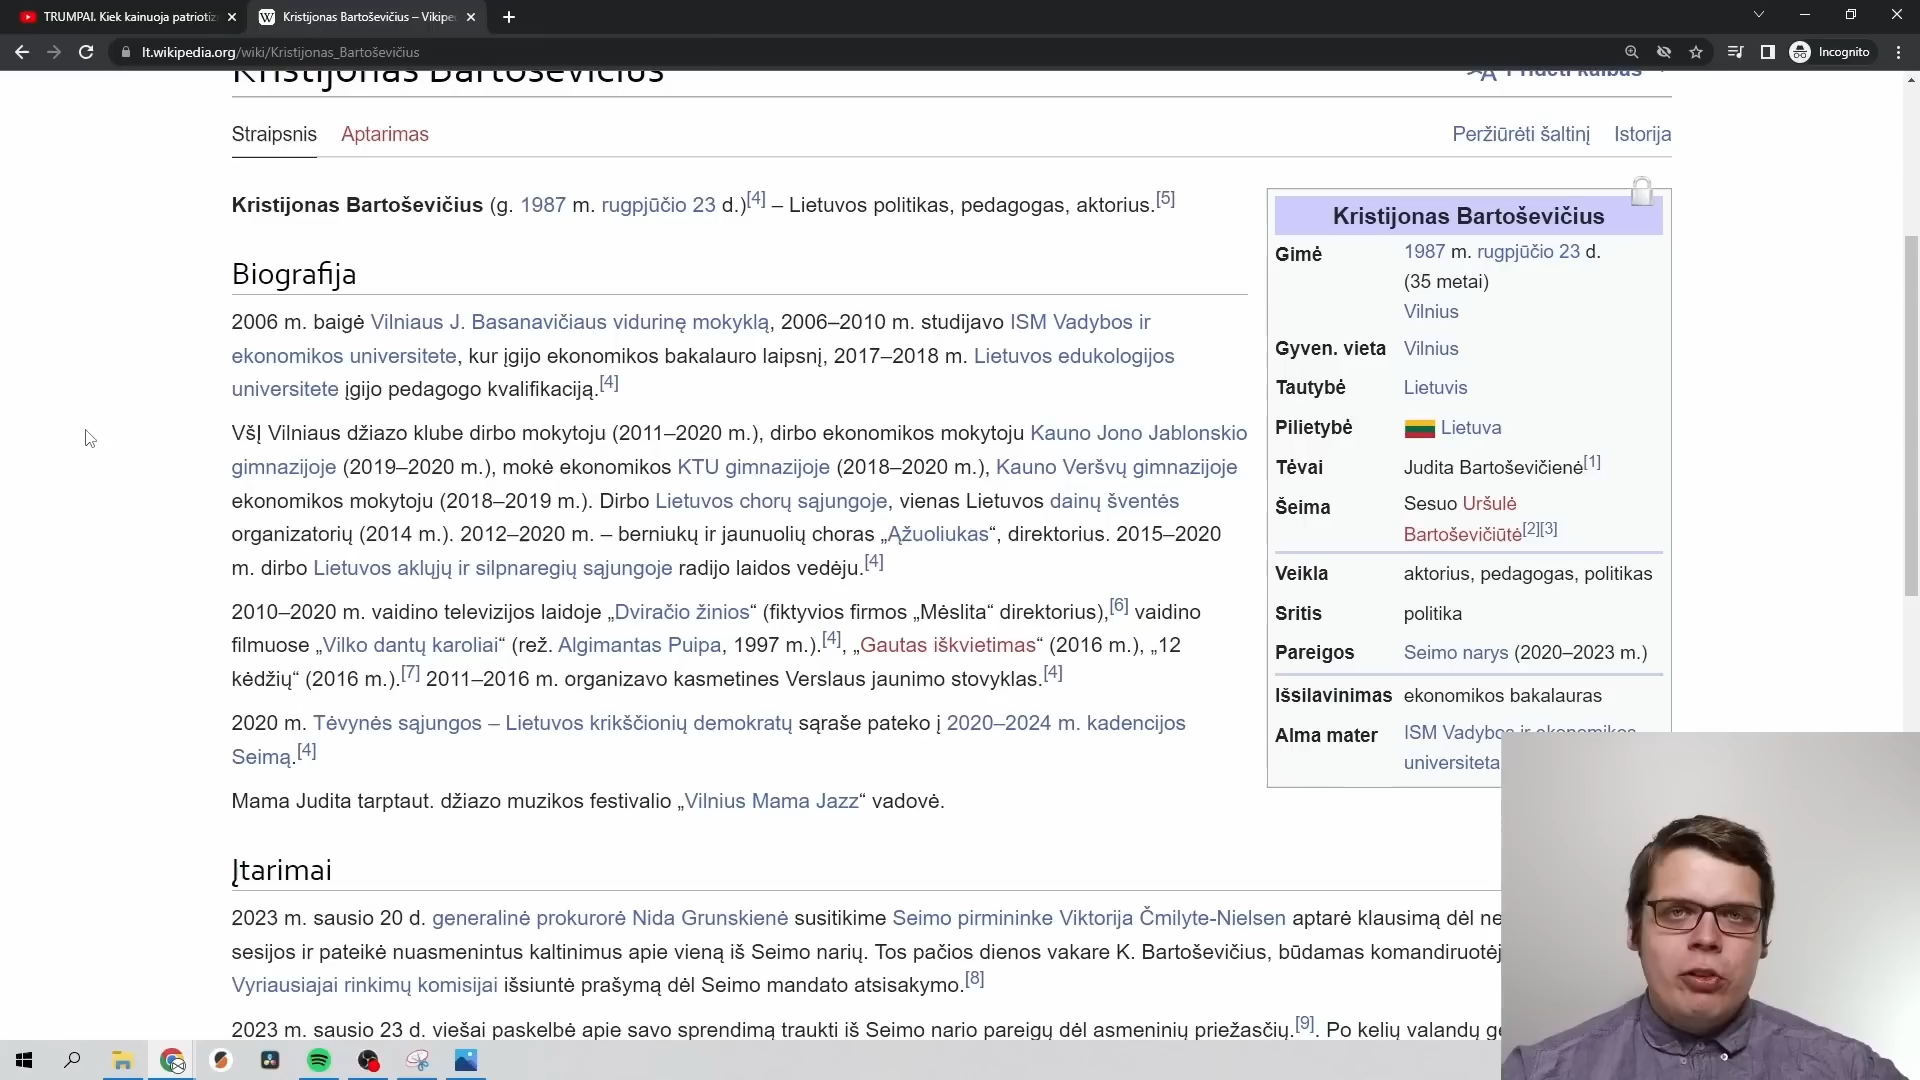 TRUMPAI. Kiek kainuoja patriotiz
Kristijonas Bartoševičius – Vikipe
lt.wikipedia.org/wiki/Kristijonas_Bartoševičius
Incognito
Kristijonas Bartoševičius
Pridėti kalbas
Straipsnis Aptarimas
Peržiūrėti šaltinį Istorija
Kristijonas Bartoševičius (g. 1987 m. rugpjūčio 23 d.)[4] – Lietuvos politikas, pedagogas, aktorius.[5]
Biografija
2006 m. baigė Vilniaus J. Basanavičiaus vidurinę mokyklą, 2006–2010 m. studijavo ISM Vadybos ir
ekonomikos universitete, kur įgijo ekonomikos bakalauro laipsnį, 2017–2018 m. Lietuvos edukologijos
universitete įgijo pedagogo kvalifikaciją.[4]
VšĮ Vilniaus džiazo klube dirbo mokytoju (2011–2020 m.), dirbo ekonomikos mokytoju Kauno Jono Jablonskio
gimnazijoje (2019–2020 m.), mokė ekonomikos KTU gimnazijoje (2018–2020 m.), Kauno Veršvų gimnazijoje
ekonomikos mokytoju (2018–2019 m.). Dirbo Lietuvos chorų sąjungoje, vienas Lietuvos dainų šventės
organizatorių (2014 m.). 2012–2020 m. – berniukų ir jaunuolių choras „Ąžuoliukas“, direktorius. 2015–2020
m. dirbo Lietuvos aklųjų ir silpnaregių sąjungoje radijo laidos vedėju.[4]
2010–2020 m. vaidino televizijos laidoje „Dviračio žinios“ (fiktyvios firmos „Mėslita“ direktorius),[6] vaidino
filmuose „Vilko dantų karoliai“ (rež. Algimantas Puipa, 1997 m.).[4], „Gautas iškvietimas“ (2016 m.), „12
kėdžių“ (2016 m.).[7] 2011–2016 m. organizavo kasmetines Verslaus jaunimo stovyklas.[4]
2020 m. Tėvynės sąjungos – Lietuvos krikščionių demokratų sąraše pateko į 2020–2024 m. kadencijos
Seimą.[4]
Mama Judita tarptaut. džiazo muzikos festivalio „Vilnius Mama Jazz“ vadovė.
Įtarimai
2023 m. sausio 20 d. generalinė prokurorė Nida Grunskienė susitikime Seimo pirmininke Viktorija Čmilyte-Nielsen aptarė klausimą dėl ne
sesijos ir pateikė nuasmenintus kaltinimus apie vieną iš Seimo narių. Tos pačios dienos vakare K. Bartoševičius, būdamas komandiruotėj
Vyriausiajai rinkimų komisijai išsiuntė prašymą dėl Seimo mandato atsisakymo.[8]
2023 m. sausio 23 d. viešai paskelbė apie savo sprendimą traukti iš Seimo nario pareigų dėl asmeninių priežasčių.[9]. Po kelių valandų ge
Kristijonas Bartoševičius
Gimė 1987 m. rugpjūčio 23 d.
(35 metai)
Vilnius
Gyven. vieta Vilnius
Tautybė Lietuvis
Pilietybė Lietuva
Tėvai Judita Bartoševičienė[1]
Šeima Sesuo Uršulė
Bartoševičiūtė[2][3]
Veikla aktorius, pedagogas, politikas
Sritis politika
Pareigos Seimo narys (2020–2023 m.)
Išsilavinimas ekonomikos bakalauras
Alma mater ISM Vadybos ir ekonomikos
universiteta